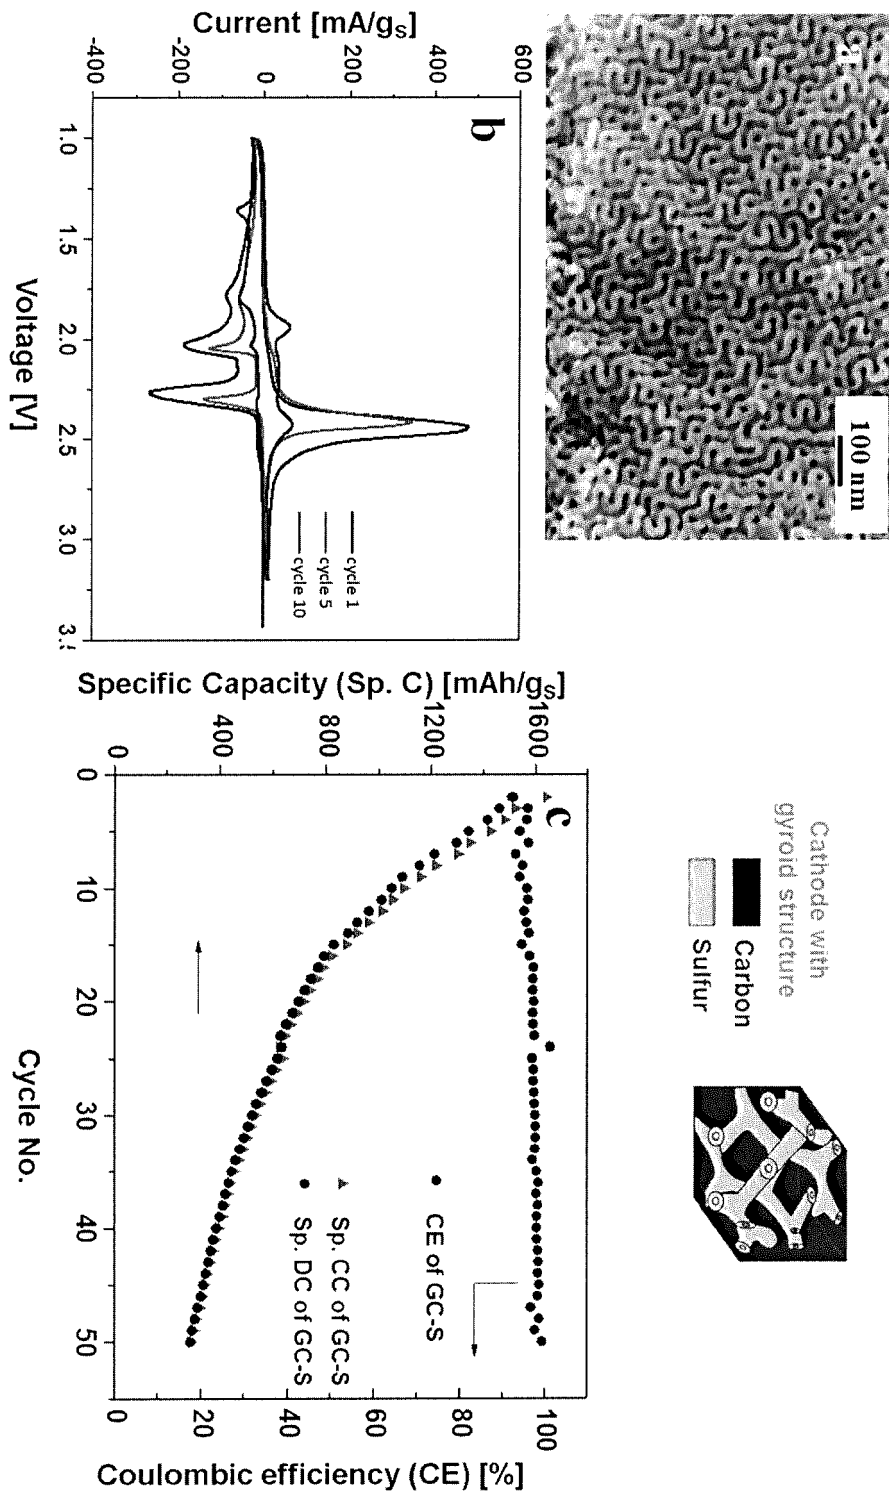 a
100 nm
Cathode with
gyroid structure
Carbon
Sulfur
b
Current [mA/gS]
600
400
200
0
-200
-400
1.0
1.5
2.0
2.5
3.0
Voltage [V]
cycle 1
cycle 5
cycle 10
c
Specific Capacity (Sp. C) [mAh/gS]
1600
1200
800
400
0
0
10
20
30
40
50
Cycle No.
CE of GC-S
Sp. CC of GC-S
Sp. DC of GC-S
100
80
60
40
20
0
Coulombic efficiency (CE) [%]